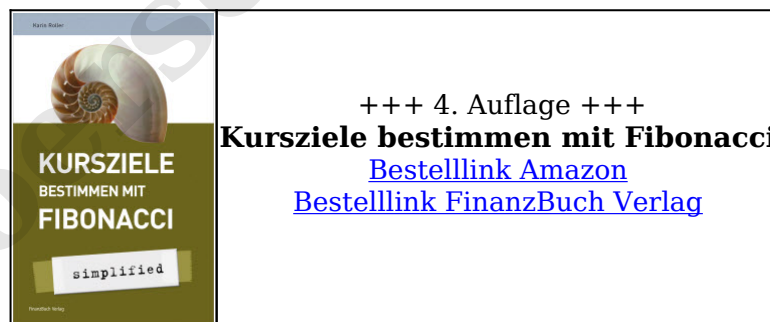 Karin Roller
KURSZIELE
BESTIMMEN MIT
FIBONACCI
simplified
FinanzBuch Verlag
+++ 4. Auflage +++
Kursziele bestimmen mit Fibonacci
Bestelllink Amazon
Bestelllink FinanzBuch Verlag